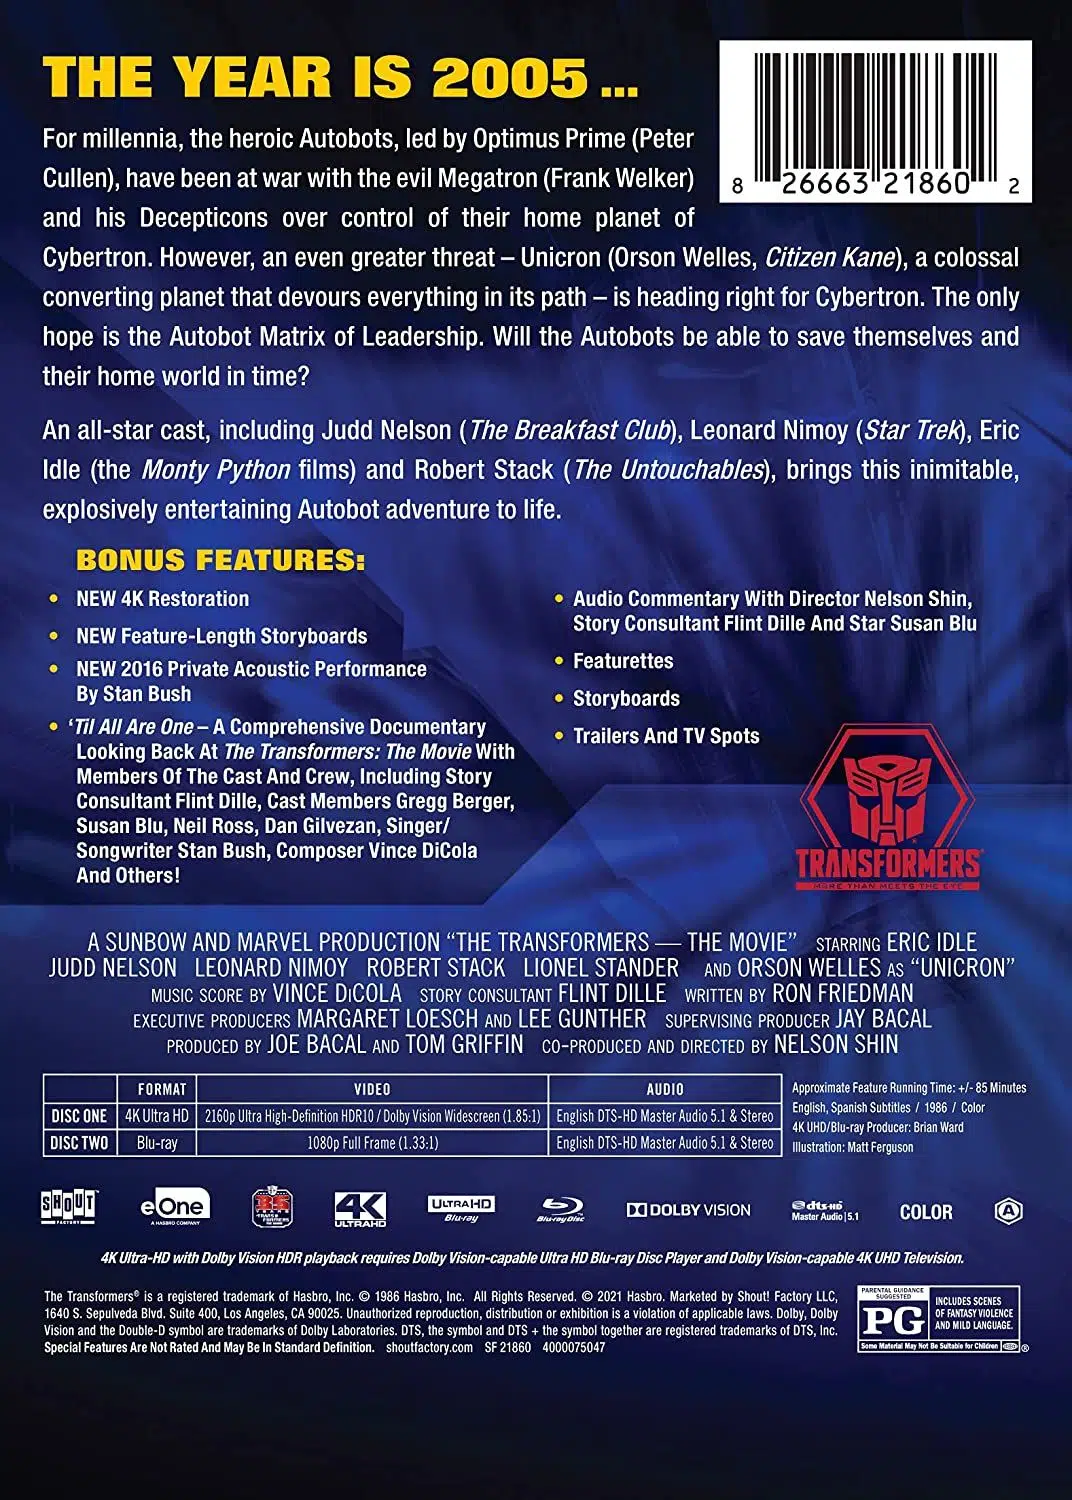 THE YEAR IS 2005 ...
For millennia, the heroic Autobots, led by Optimus Prime (Peter
Cullen), have been at war with the evil Megatron (Frank Welker)
and his Decepticons over control of their home planet of
Cybertron. However, an even greater threat – Unicron (Orson Welles, Citizen Kane), a colossal
converting planet that devours everything in its path – is heading right for Cybertron. The only
hope is the Autobot Matrix of Leadership. Will the Autobots be able to save themselves and
their home world in time?
8 26663 21860 2
An all-star cast, including Judd Nelson (The Breakfast Club), Leonard Nimoy (Star Trek), Eric
Idle (the Monty Python films) and Robert Stack (The Untouchables), brings this inimitable,
explosively entertaining Autobot adventure to life.
BONUS FEATURES:
• NEW 4K Restoration
• NEW Feature-Length Storyboards
• NEW 2016 Private Acoustic Performance
By Stan Bush
• ‘Til All Are One – A Comprehensive Documentary
Looking Back At The Transformers: The Movie With
Members Of The Cast And Crew, Including Story
Consultant Flint Dille, Cast Members Gregg Berger,
Susan Blu, Neil Ross, Dan Gilvezan, Singer/
Songwriter Stan Bush, Composer Vince DiCola
And Others!
• Audio Commentary With Director Nelson Shin,
Story Consultant Flint Dille And Star Susan Blu
• Featurettes
• Storyboards
• Trailers And TV Spots
TRANSFORMERS
MORE THAN MEETS THE EYE
A SUNBOW AND MARVEL PRODUCTION “THE TRANSFORMERS — THE MOVIE” STARRING ERIC IDLE
JUDD NELSON LEONARD NIMOY ROBERT STACK LIONEL STANDER AND ORSON WELLES AS “UNICRON”
MUSIC SCORE BY VINCE DiCOLA STORY CONSULTANT FLINT DILLE WRITTEN BY RON FRIEDMAN
EXECUTIVE PRODUCERS MARGARET LOESCH AND LEE GUNTHER SUPERVISING PRODUCER JAY BACAL
PRODUCED BY JOE BACAL AND TOM GRIFFIN CO-PRODUCED AND DIRECTED BY NELSON SHIN
FORMAT VIDEO AUDIO
DISC ONE 4K Ultra HD 2160p Ultra High-Definition HDR10 / Dolby Vision Widescreen (1.85:1) English DTS-HD Master Audio 5.1 & Stereo
DISC TWO Blu-ray 1080p Full Frame (1.33:1) English DTS-HD Master Audio 5.1 & Stereo
Approximate Feature Running Time: +/- 85 Minutes
English, Spanish Subtitles / 1986 / Color
4K UHD/Blu-ray Producer: Brian Ward
Illustration: Matt Ferguson
SHOUT! FACTORY
eOne A HASBRO COMPANY
35 YEARS TRANSFORMERS
4K ULTRAHD
ULTRA HD Blu-ray
Blu-ray Disc
DOLBY VISION
dts-HD Master Audio | 5.1
COLOR
A
4K Ultra-HD with Dolby Vision HDR playback requires Dolby Vision-capable Ultra HD Blu-ray Disc Player and Dolby Vision-capable 4K UHD Television.
The Transformers® is a registered trademark of Hasbro, Inc. © 1986 Hasbro, Inc. All Rights Reserved. © 2021 Hasbro. Marketed by Shout! Factory LLC,
1640 S. Sepulveda Blvd. Suite 400, Los Angeles, CA 90025. Unauthorized reproduction, distribution or exhibition is a violation of applicable laws. Dolby, Dolby
Vision and the Double-D symbol are trademarks of Dolby Laboratories. DTS, the symbol and DTS + the symbol together are registered trademarks of DTS, Inc.
Special Features Are Not Rated And May Be In Standard Definition. shoutfactory.com SF 21860 4000075047
PARENTAL GUIDANCE SUGGESTED
PG
INCLUDES SCENES
OF FANTASY VIOLENCE
AND MILD LANGUAGE.
Some Material May Not Be Suitable for Children
®